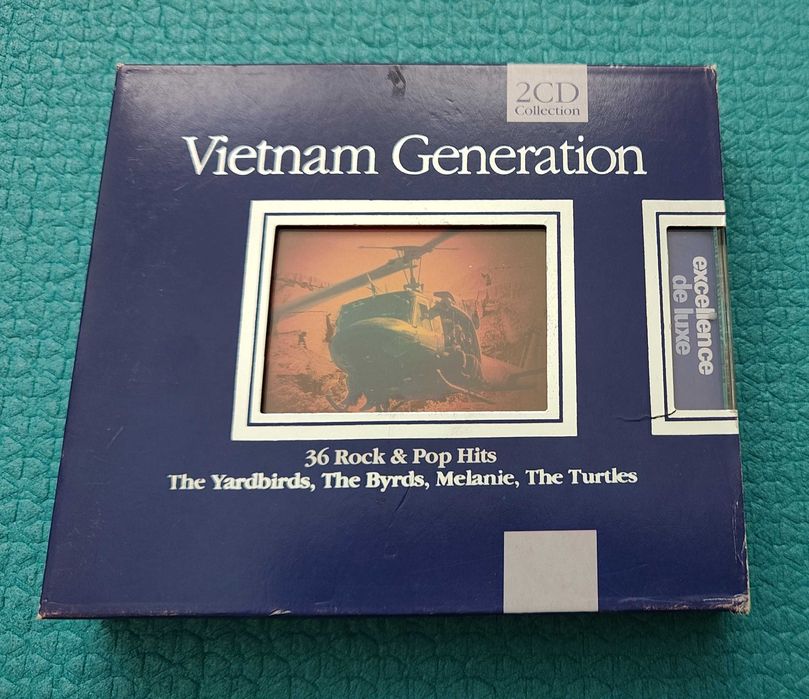 2CD
Collection
Vietnam Generation
excellence
de luxe
36 Rock & Pop Hits
The Yardbirds, The Byrds, Melanie, The Turtles